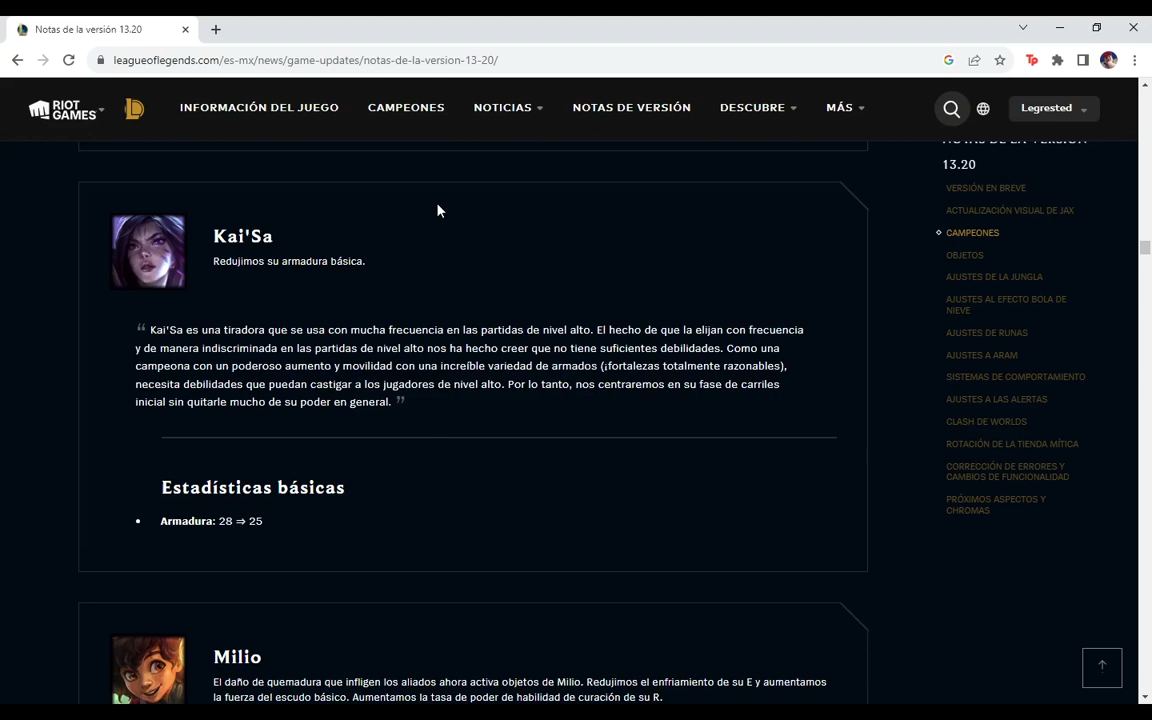 Notas de la versión 13.20
leagueoflegends.com/es-mx/news/game-updates/notas-de-la-version-13-20/
RIOT GAMES
INFORMACIÓN DEL JUEGO
CAMPEONES
NOTICIAS
NOTAS DE VERSIÓN
DESCUBRE
MÁS
Legrested
Kai'Sa
Redujimos su armadura básica.
“ Kai'Sa es una tiradora que se usa con mucha frecuencia en las partidas de nivel alto. El hecho de que la elijan con frecuencia
y de manera indiscriminada en las partidas de nivel alto nos ha hecho creer que no tiene suficientes debilidades. Como una
campeona con un poderoso aumento y movilidad con una increíble variedad de armados (¡fortalezas totalmente razonables),
necesita debilidades que puedan castigar a los jugadores de nivel alto. Por lo tanto, nos centraremos en su fase de carriles
inicial sin quitarle mucho de su poder en general. ”
Estadísticas básicas
• Armadura: 28 ⇒ 25
Milio
El daño de quemadura que infligen los aliados ahora activa objetos de Milio. Redujimos el enfriamiento de su E y aumentamos
la fuerza del escudo básico. Aumentamos la tasa de poder de habilidad de curación de su R.
NOTAS DE LA VERSIÓN
13.20
VERSIÓN EN BREVE
ACTUALIZACIÓN VISUAL DE JAX
CAMPEONES
OBJETOS
AJUSTES DE LA JUNGLA
AJUSTES AL EFECTO BOLA DE
NIEVE
AJUSTES DE RUNAS
AJUSTES A ARAM
SISTEMAS DE COMPORTAMIENTO
AJUSTES A LAS ALERTAS
CLASH DE WORLDS
ROTACIÓN DE LA TIENDA MÍTICA
CORRECCIÓN DE ERRORES Y
CAMBIOS DE FUNCIONALIDAD
PRÓXIMOS ASPECTOS Y
CHROMAS